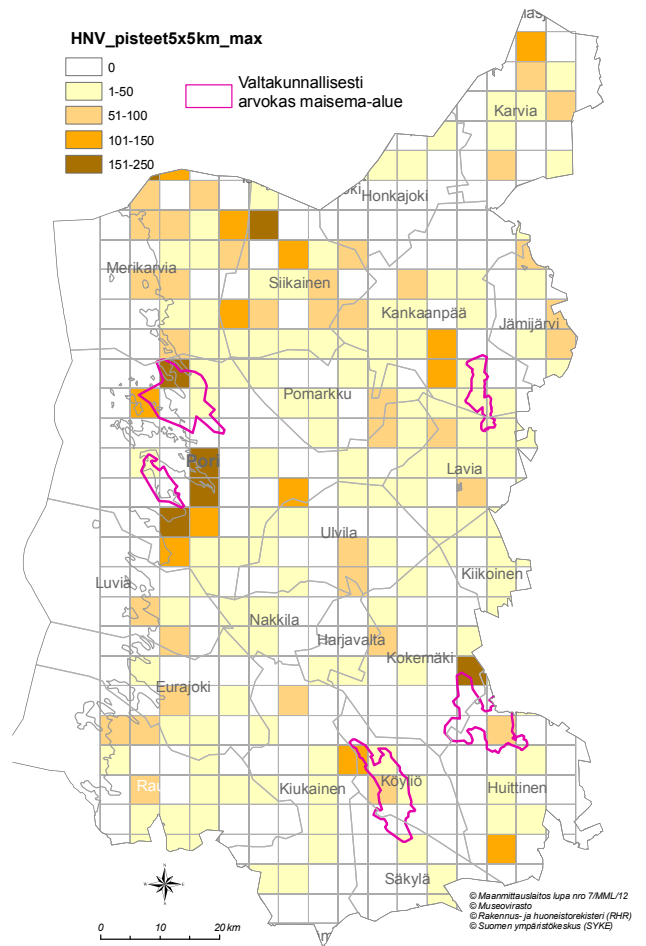 HNV_pisteet5x5km_max
0
1-50
51-100
101-150
151-250
Valtakunnallisesti
arvokas maisema-alue
Karvia
Honkajoki
Merikarvia
Siikainen
Kankaanpää
Jämijärvi
Pomarkku
Pori
Lavia
Ulvila
Luvia
Kiikoinen
Nakkila
Harjavalta
Kokemäki
Eurajoki
Rau
Kiukainen
Köyliö
Huittinen
Säkylä
N
W E
S
0 10 20 km
© Maanmittauslaitos lupa nro 7/MML/12
© Museovirasto
© Rakennus- ja huoneistorekisteri (RHR)
© Suomen ympäristökeskus (SYKE)